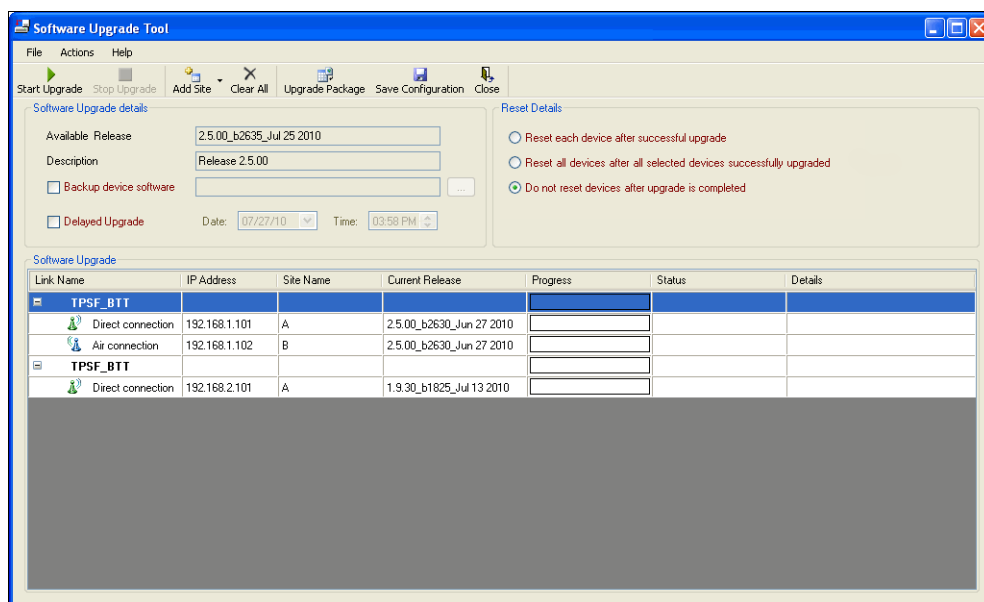 Software Upgrade Tool
File Actions Help
Start Upgrade Stop Upgrade Add Site Clear All Upgrade Package Save Configuration Close
Software Upgrade details
Available Release 2.5.00_b2635_Jul 25 2010
Description Release 2.5.00
Backup device software ...
Delayed Upgrade Date: 07/27/10 Time: 03:58 PM
Reset Details
Reset each device after successful upgrade
Reset all devices after all selected devices successfully upgraded
Do not reset devices after upgrade is completed
Software Upgrade
Link Name IP Address Site Name Current Release Progress Status Details
TPSF_BTT
Direct connection 192.168.1.101 A 2.5.00_b2630_Jun 27 2010
Air connection 192.168.1.102 B 2.5.00_b2630_Jun 27 2010
TPSF_BTT
Direct connection 192.168.2.101 A 1.9.30_b1825_Jul 13 2010